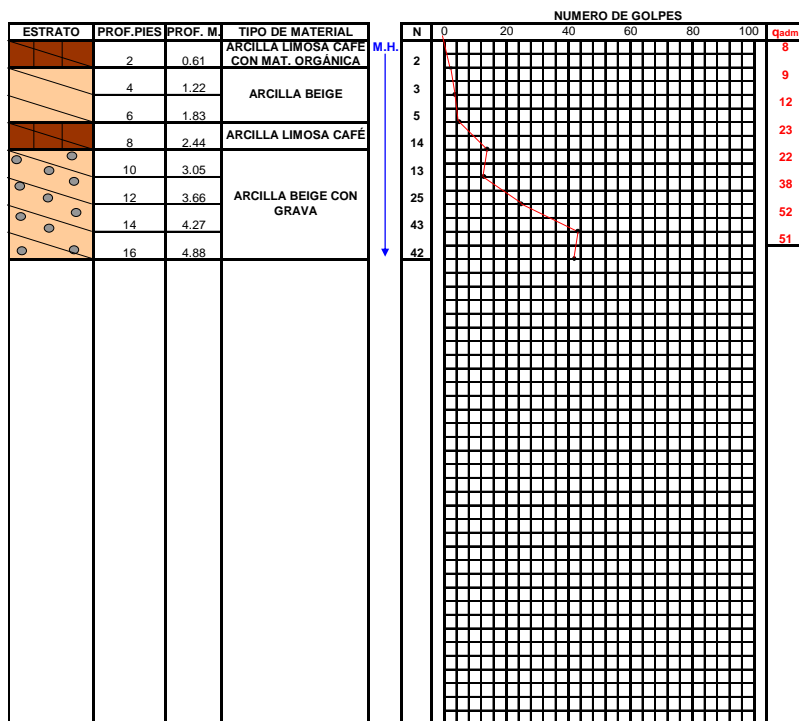 NUMERO DE GOLPES
ESTRATO PROF.PIES PROF. M. TIPO DE MATERIAL N 0 20 40 60 80 100 qadm
ARCILLA LIMOSA CAFÉ M.H. 8
2 0.61 CON MAT. ORGÁNICA 2
9
4 1.22 3
ARCILLA BEIGE
12
6 1.83 5
23
8 2.44 ARCILLA LIMOSA CAFÉ 14
22
10 3.05 13
38
12 3.66 ARCILLA BEIGE CON 25
GRAVA
52
14 4.27 43
51
16 4.88 42